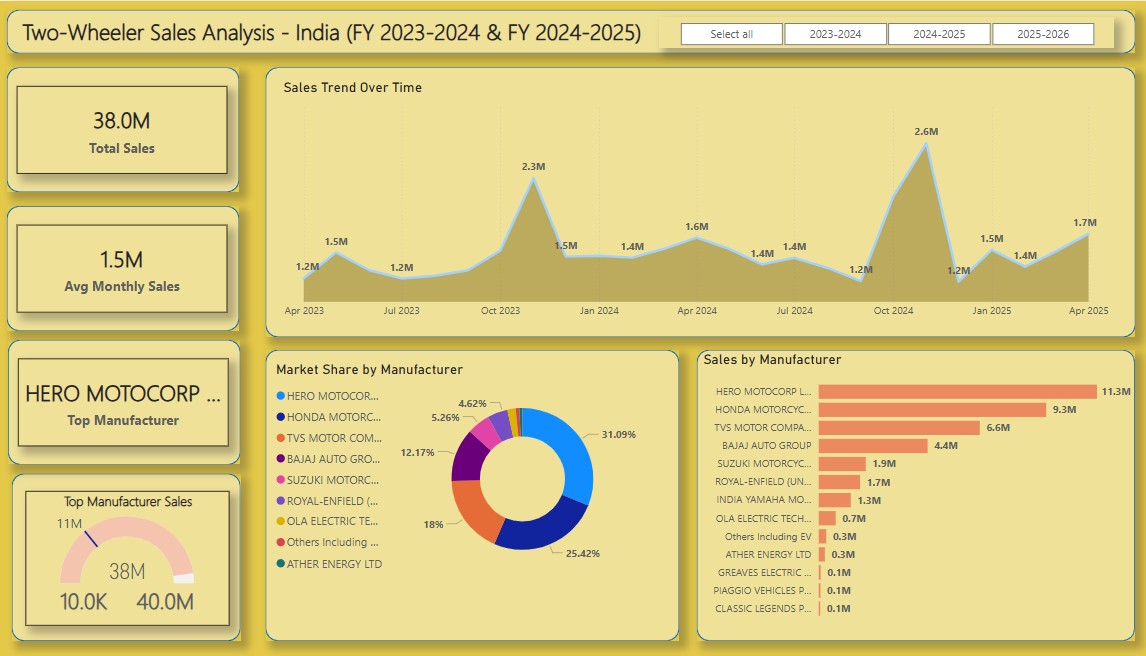 Two-Wheeler Sales Analysis - India (FY 2023-2024 & FY 2024-2025)
Select all
2023-2024
2024-2025
2025-2026
38.0M
Total Sales
1.5M
Avg Monthly Sales
HERO MOTOCORP ...
Top Manufacturer
Top Manufacturer Sales
11M
38M
10.0K
40.0M
Sales Trend Over Time
1.2M
1.5M
1.2M
2.3M
1.5M
1.4M
1.6M
1.4M
1.4M
1.2M
2.6M
1.2M
1.5M
1.4M
1.7M
Apr 2023
Jul 2023
Oct 2023
Jan 2024
Apr 2024
Jul 2024
Oct 2024
Jan 2025
Apr 2025
Market Share by Manufacturer
HERO MOTOCOR...
HONDA MOTORC...
TVS MOTOR COM...
BAJAJ AUTO GRO...
SUZUKI MOTORC...
ROYAL-ENFIELD (...
OLA ELECTRIC TE...
Others Including ...
ATHER ENERGY LTD
4.62%
5.26%
12.17%
18%
31.09%
25.42%
Sales by Manufacturer
HERO MOTOCORP L... 11.3M
HONDA MOTORCYC... 9.3M
TVS MOTOR COMPA... 6.6M
BAJAJ AUTO GROUP 4.4M
SUZUKI MOTORCYC... 1.9M
ROYAL-ENFIELD (UN... 1.7M
INDIA YAMAHA MO... 1.3M
OLA ELECTRIC TECH... 0.7M
Others Including EV 0.3M
ATHER ENERGY LTD 0.3M
GREAVES ELECTRIC ... 0.1M
PIAGGIO VEHICLES P... 0.1M
CLASSIC LEGENDS P... 0.1M